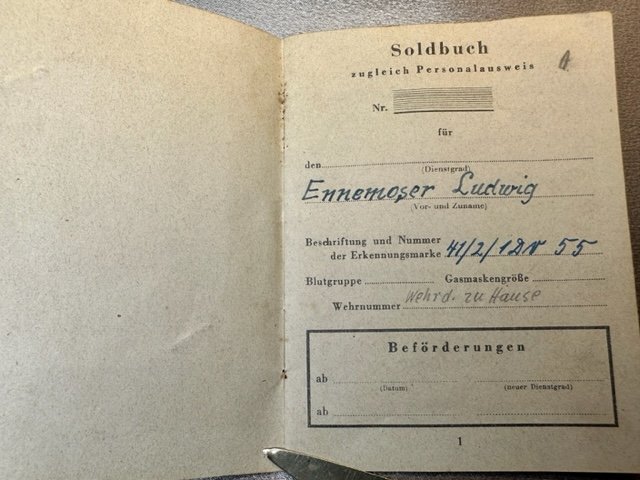 Soldbuch
zugleich Personalausweis
Nr.
für
den
(Dienstgrad)
Ennemoser Ludwig
(Vor- und Zuname)
Beschriftung und Nummer
der Erkennungsmarke 41/2/1DN 55
Blutgruppe Gasmaskengröße
Wehrnummer Wehrd. zu Hause
Beförderungen
ab
(Datum) (neuer Dienstgrad)
ab
1